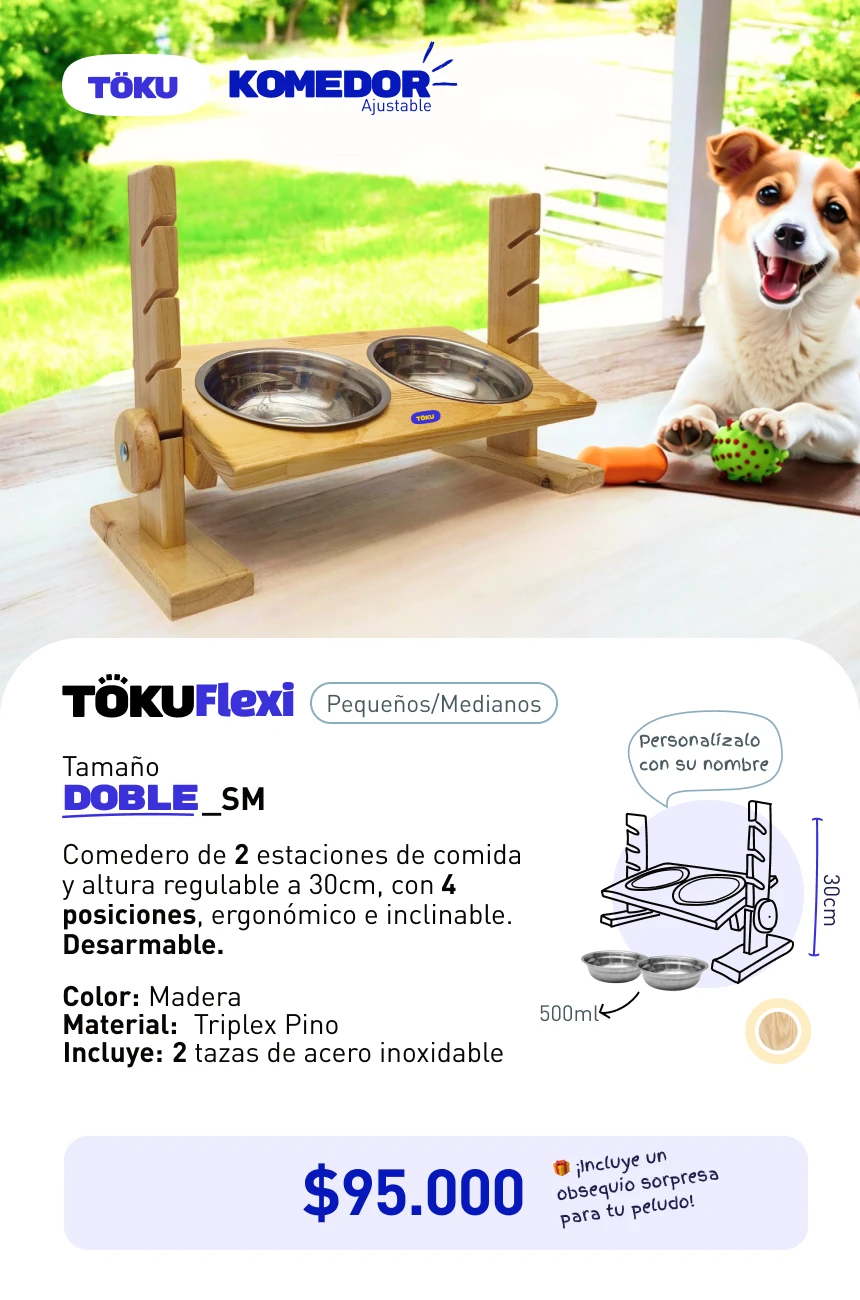 TÖKU
KOMEDOR
Ajustable
TÖKU
TÖKUFlexi
Pequeños/Medianos
Tamaño
DOBLE_SM
Personalízalo
con su nombre
Comedero de 2 estaciones de comida
y altura regulable a 30cm, con 4
posiciones, ergonómico e inclinable.
Desarmable.
30cm
Color: Madera
Material: Triplex Pino
Incluye: 2 tazas de acero inoxidable
500ml
$95.000
¡Incluye un
obsequio sorpresa
para tu peludo!